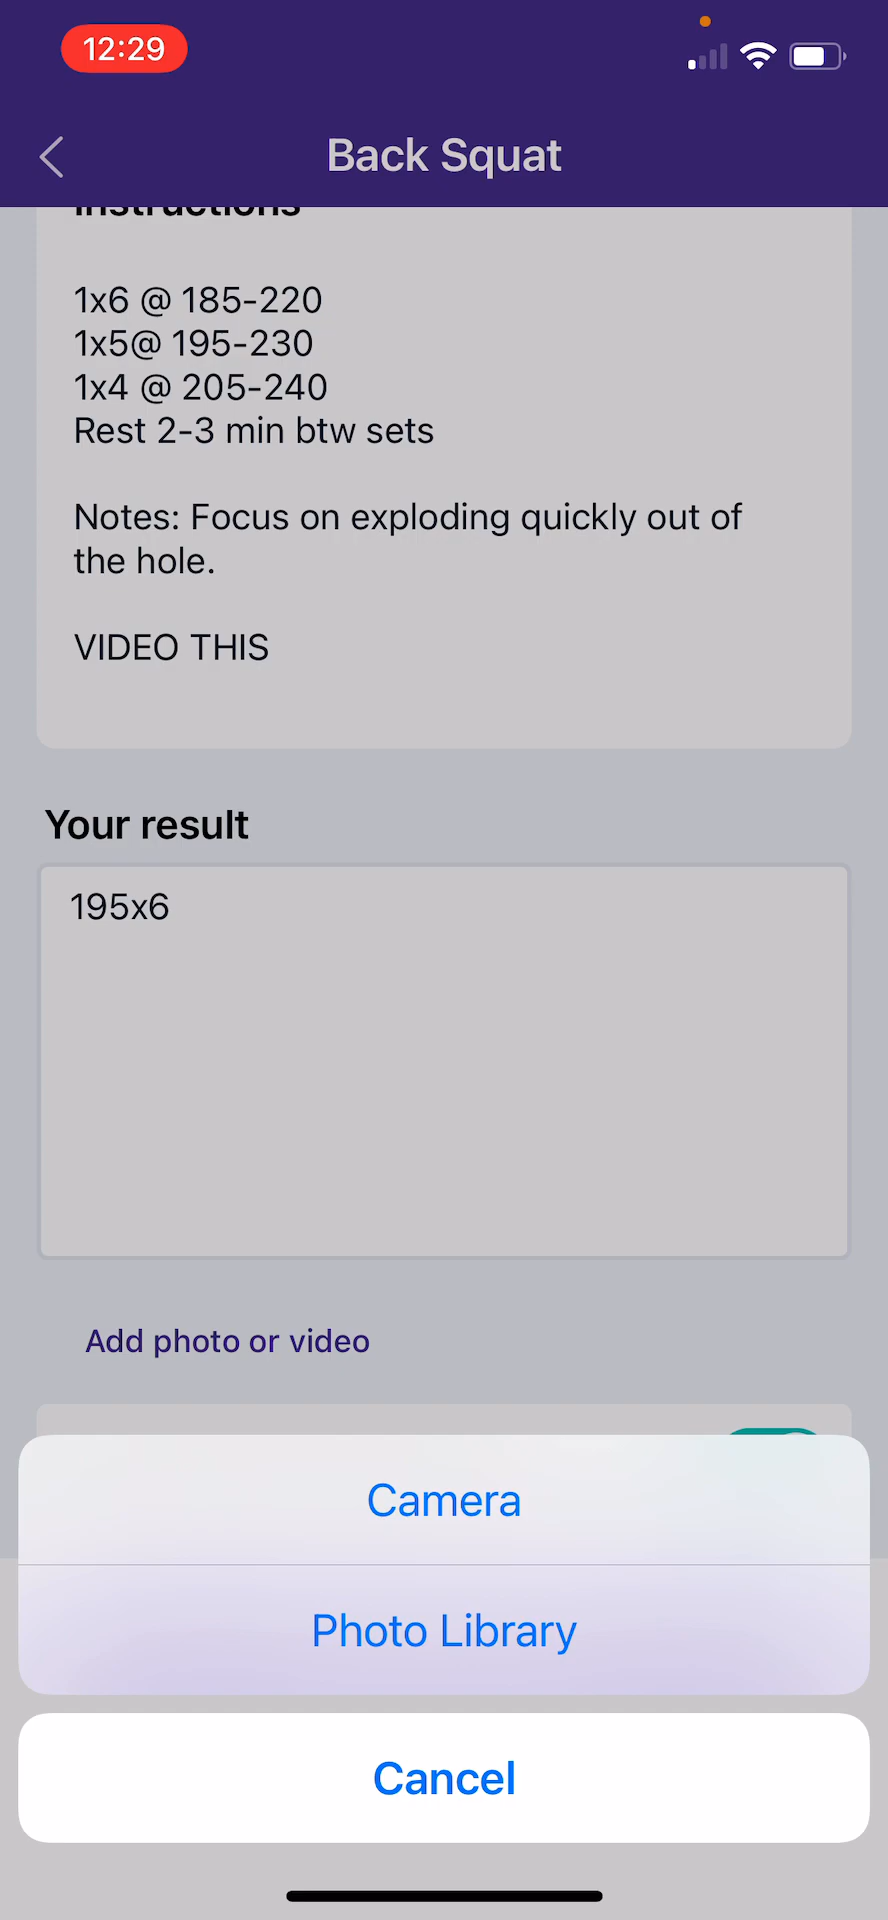 12:29
Back Squat
Instructions
1x6 @ 185-220
1x5@ 195-230
1x4 @ 205-240
Rest 2-3 min btw sets
Notes: Focus on exploding quickly out of
the hole.
VIDEO THIS
Your result
195x6
Add photo or video
Camera
Photo Library
Cancel